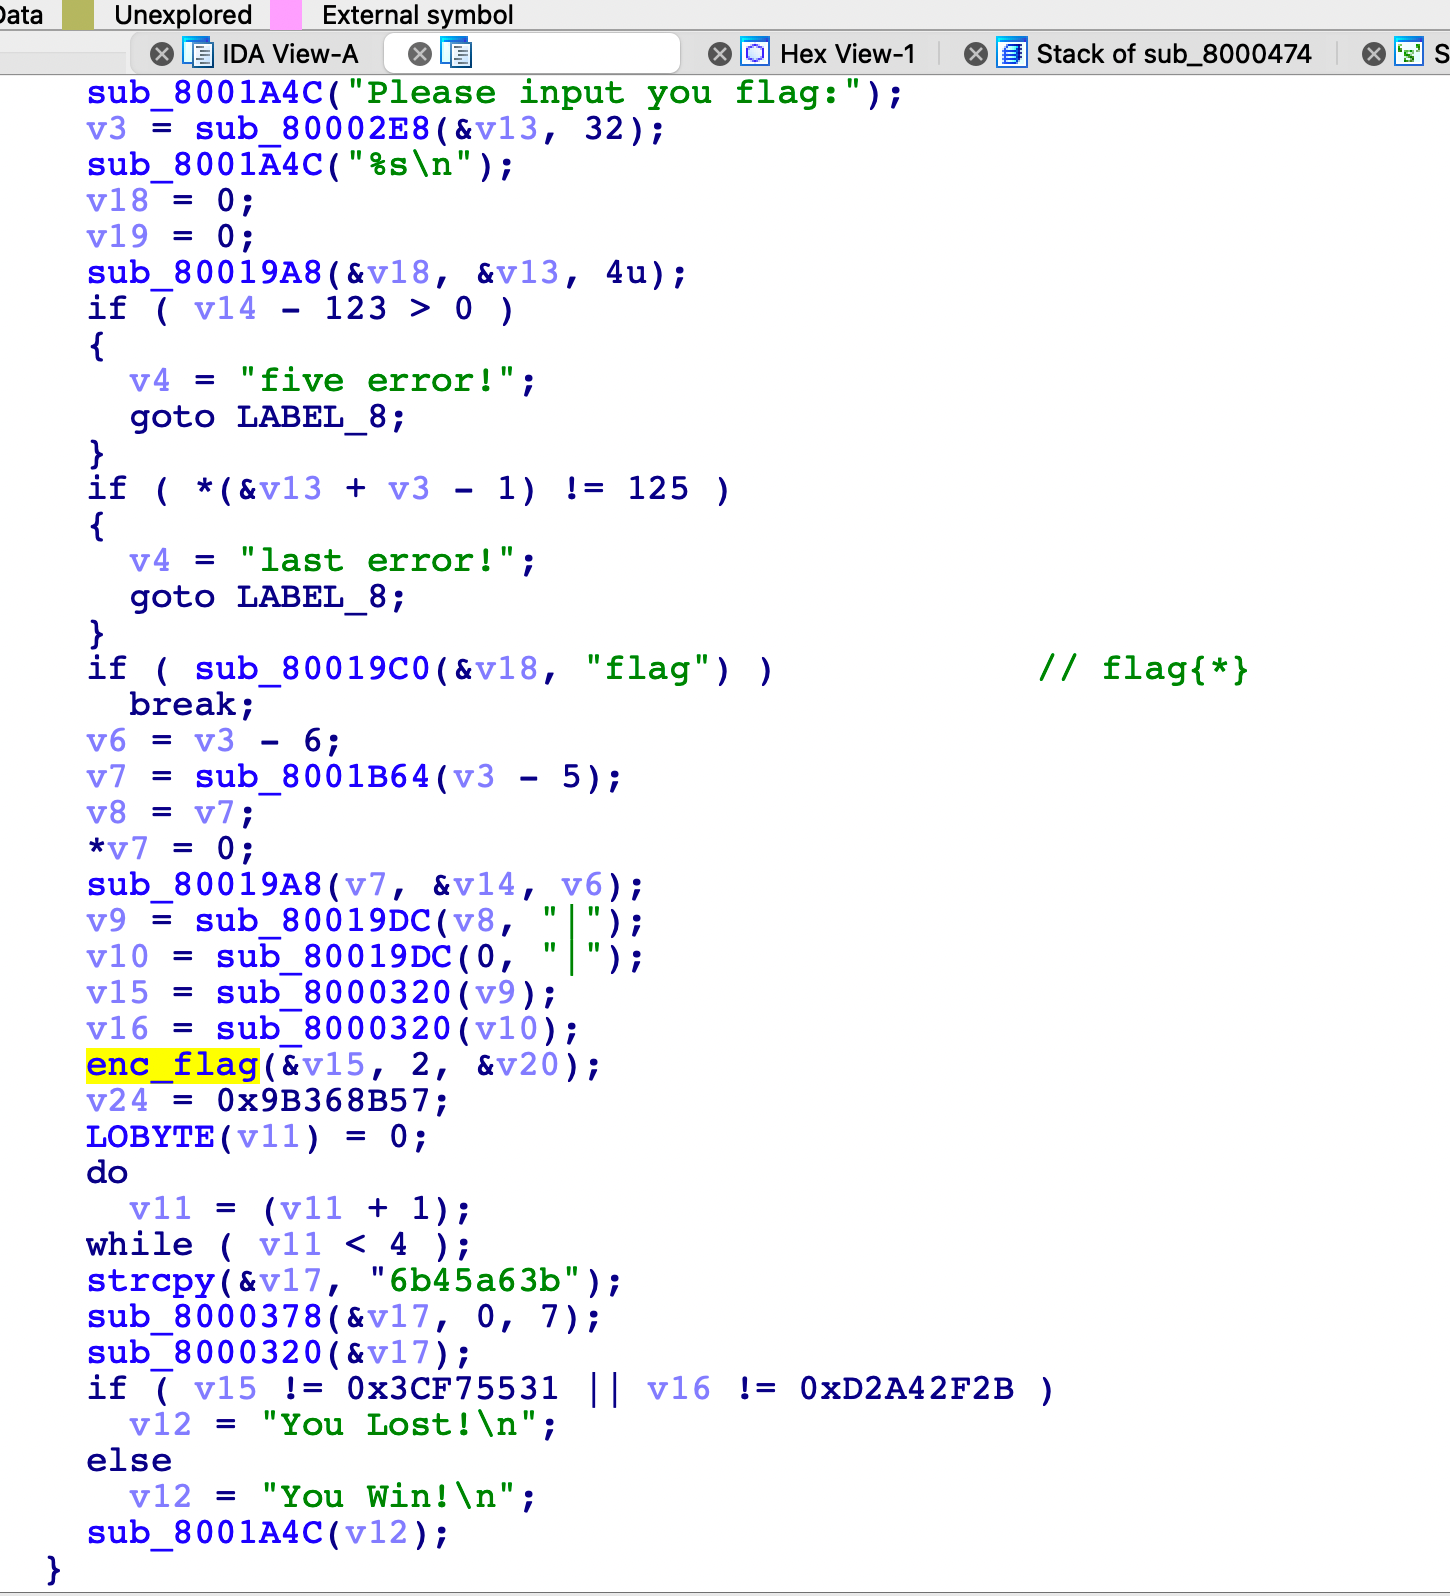 Data Unexplored External symbol
IDA View-A Hex View-1 Stack of sub_8000474 S
sub_8001A4C("Please input you flag:");
v3 = sub_80002E8(&v13, 32);
sub_8001A4C("%s\n");
v18 = 0;
v19 = 0;
sub_80019A8(&v18, &v13, 4u);
if ( v14 - 123 > 0 )
{
v4 = "five error!";
goto LABEL_8;
}
if ( *(&v13 + v3 - 1) != 125 )
{
v4 = "last error!";
goto LABEL_8;
}
if ( sub_80019C0(&v18, "flag") ) // flag{*}
break;
v6 = v3 - 6;
v7 = sub_8001B64(v3 - 5);
v8 = v7;
*v7 = 0;
sub_80019A8(v7, &v14, v6);
v9 = sub_80019DC(v8, "|");
v10 = sub_80019DC(0, "|");
v15 = sub_8000320(v9);
v16 = sub_8000320(v10);
enc_flag(&v15, 2, &v20);
v24 = 0x9B368B57;
LOBYTE(v11) = 0;
do
v11 = (v11 + 1);
while ( v11 < 4 );
strcpy(&v17, "6b45a63b");
sub_8000378(&v17, 0, 7);
sub_8000320(&v17);
if ( v15 != 0x3CF75531 || v16 != 0xD2A42F2B )
v12 = "You Lost!\n";
else
v12 = "You Win!\n";
sub_8001A4C(v12);
}